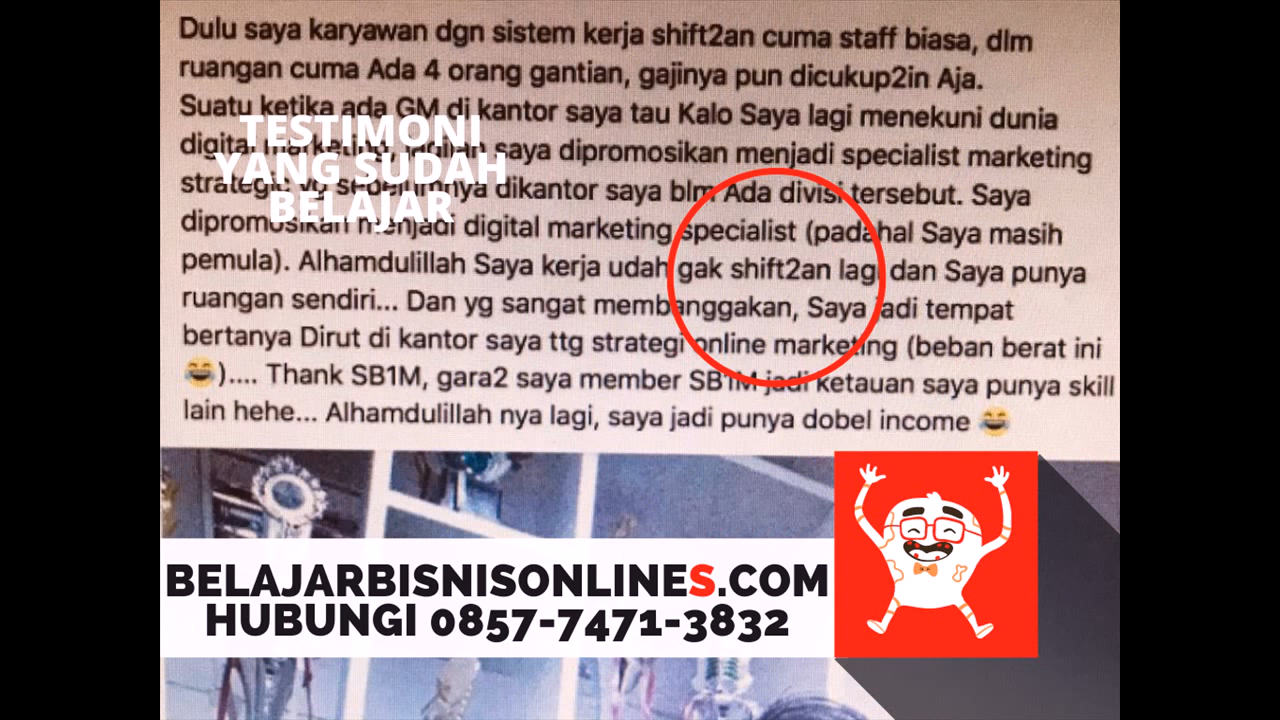 Dulu saya karyawan dgn sistem kerja shift2an cuma staff biasa, dlm
ruangan cuma Ada 4 orang gantian, gajinya pun dicukup2in Aja.
Suatu ketika ada GM di kantor saya tau Kalo Saya lagi menekuni dunia
digital marketing, saya dipromosikan menjadi specialist marketing
strategic yg sebelumnya dikantor saya blm Ada divisi tersebut. Saya
dipromosikan menjadi digital marketing specialist (padahal Saya masih
pemula). Alhamdulillah Saya kerja udah gak shift2an lagi dan Saya punya
ruangan sendiri... Dan yg sangat membanggakan, Saya jadi tempat
bertanya Dirut di kantor saya ttg strategi online marketing (beban berat ini
😂).... Thank SB1M, gara2 saya member SB1M jadi ketauan saya punya skill
lain hehe... Alhamdulillah nya lagi, saya jadi punya dobel income 😂
TESTIMONI
YANG SUDAH
BELAJAR
BELAJARBISNISONLINES.COM
HUBUNGI 0857-7471-3832